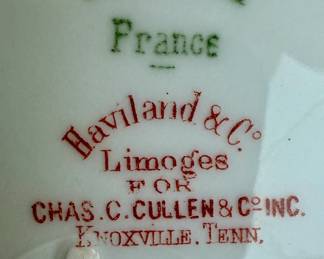 France
Haviland & Co.
Limoges
FOR
CHAS. C. CULLEN & Co. INC.
KNOXVILLE. TENN.